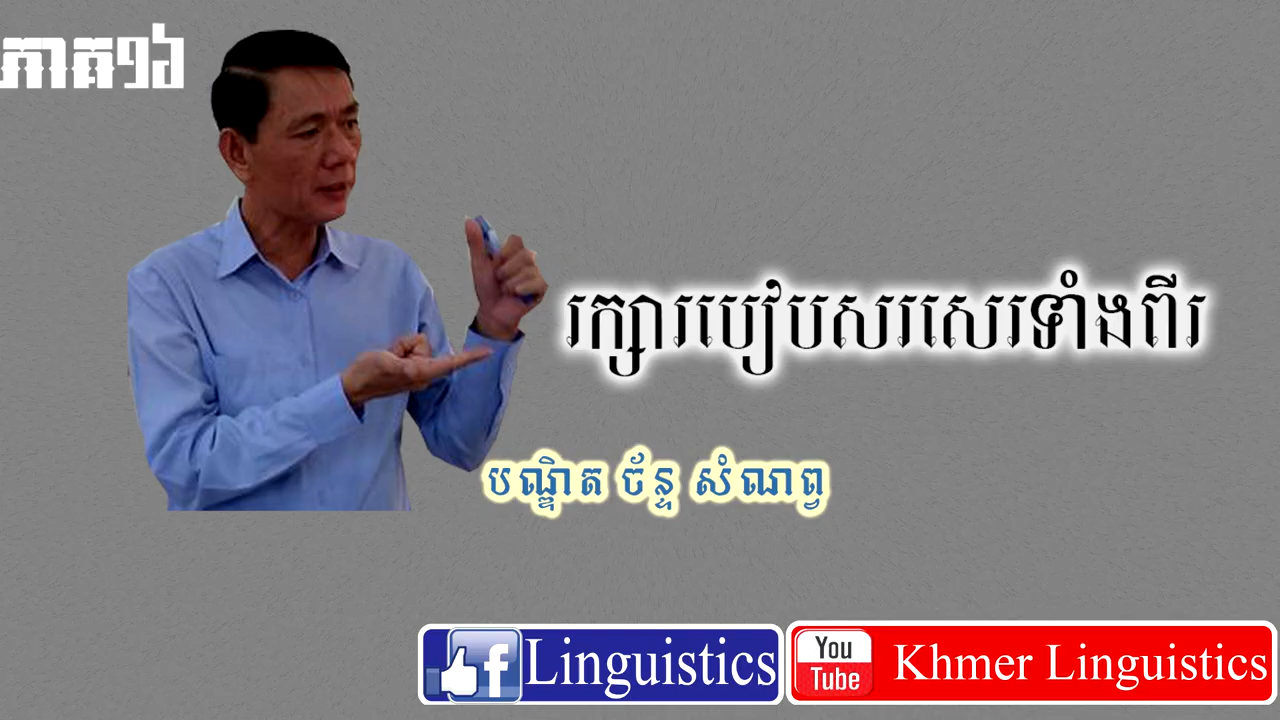 ភាគ១៦
រក្សារបៀបសរសេរទាំងពីរ
បណ្ឌិត ច័ន្ទ សំណព្វ
f Linguistics
You Tube Khmer Linguistics